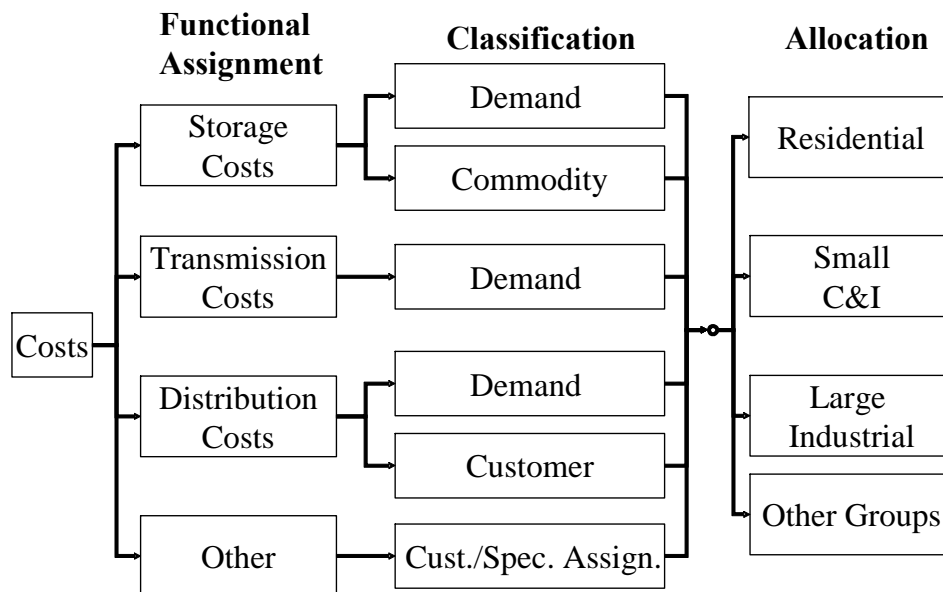 Functional
Assignment
Classification
Allocation
Costs
Storage
Costs
Transmission
Costs
Distribution
Costs
Other
Demand
Commodity
Demand
Demand
Customer
Cust./Spec. Assign.
Residential
Small
C&I
Large
Industrial
Other Groups